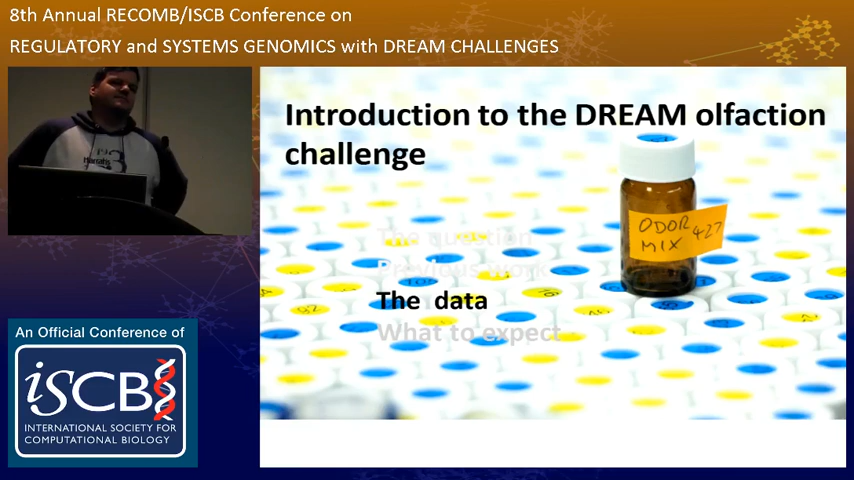 8th Annual RECOMB/ISCB Conference on
REGULATORY and SYSTEMS GENOMICS with DREAM CHALLENGES
Introduction to the DREAM olfaction
challenge
ODOR
MIX 427
The question
Previous work
The data
What to expect
An Official Conference of
iSCB
INTERNATIONAL SOCIETY FOR
COMPUTATIONAL BIOLOGY